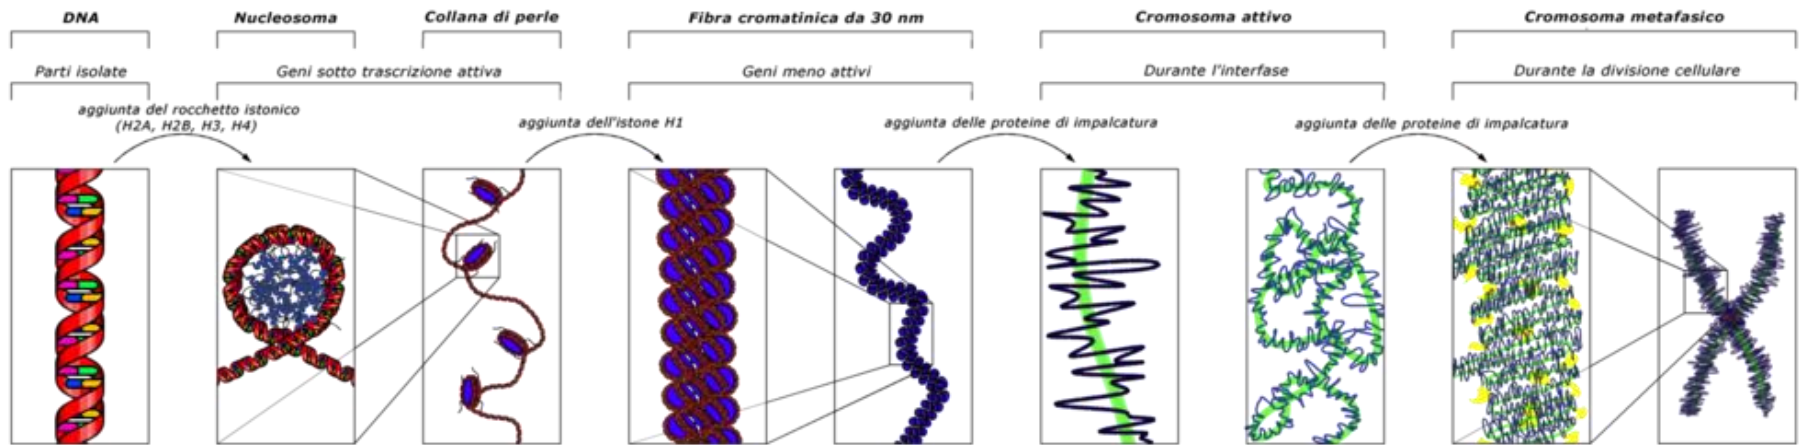 DNA
Nucleosoma
Collana di perle
Fibra cromatinica da 30 nm
Cromosoma attivo
Cromosoma metafasico
Parti isolate
Geni sotto trascrizione attiva
Geni meno attivi
Durante l'interfase
Durante la divisione cellulare
aggiunta del rocchetto istonico
(H2A, H2B, H3, H4)
aggiunta dell'istone H1
aggiunta delle proteine di impalcatura
aggiunta delle proteine di impalcatura